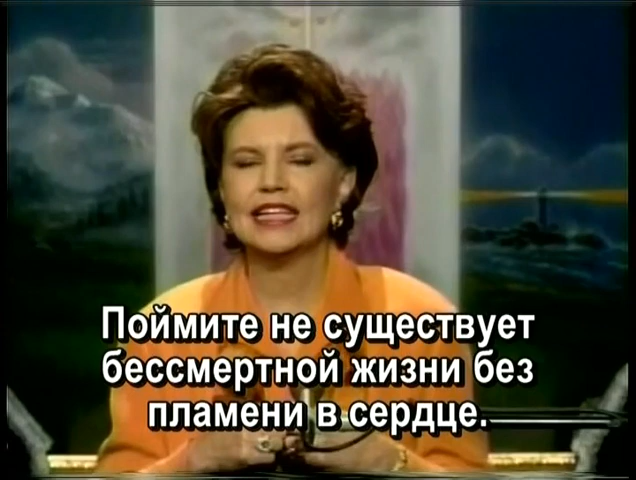 Поймите не существует
бессмертной жизни без
пламени в сердце.